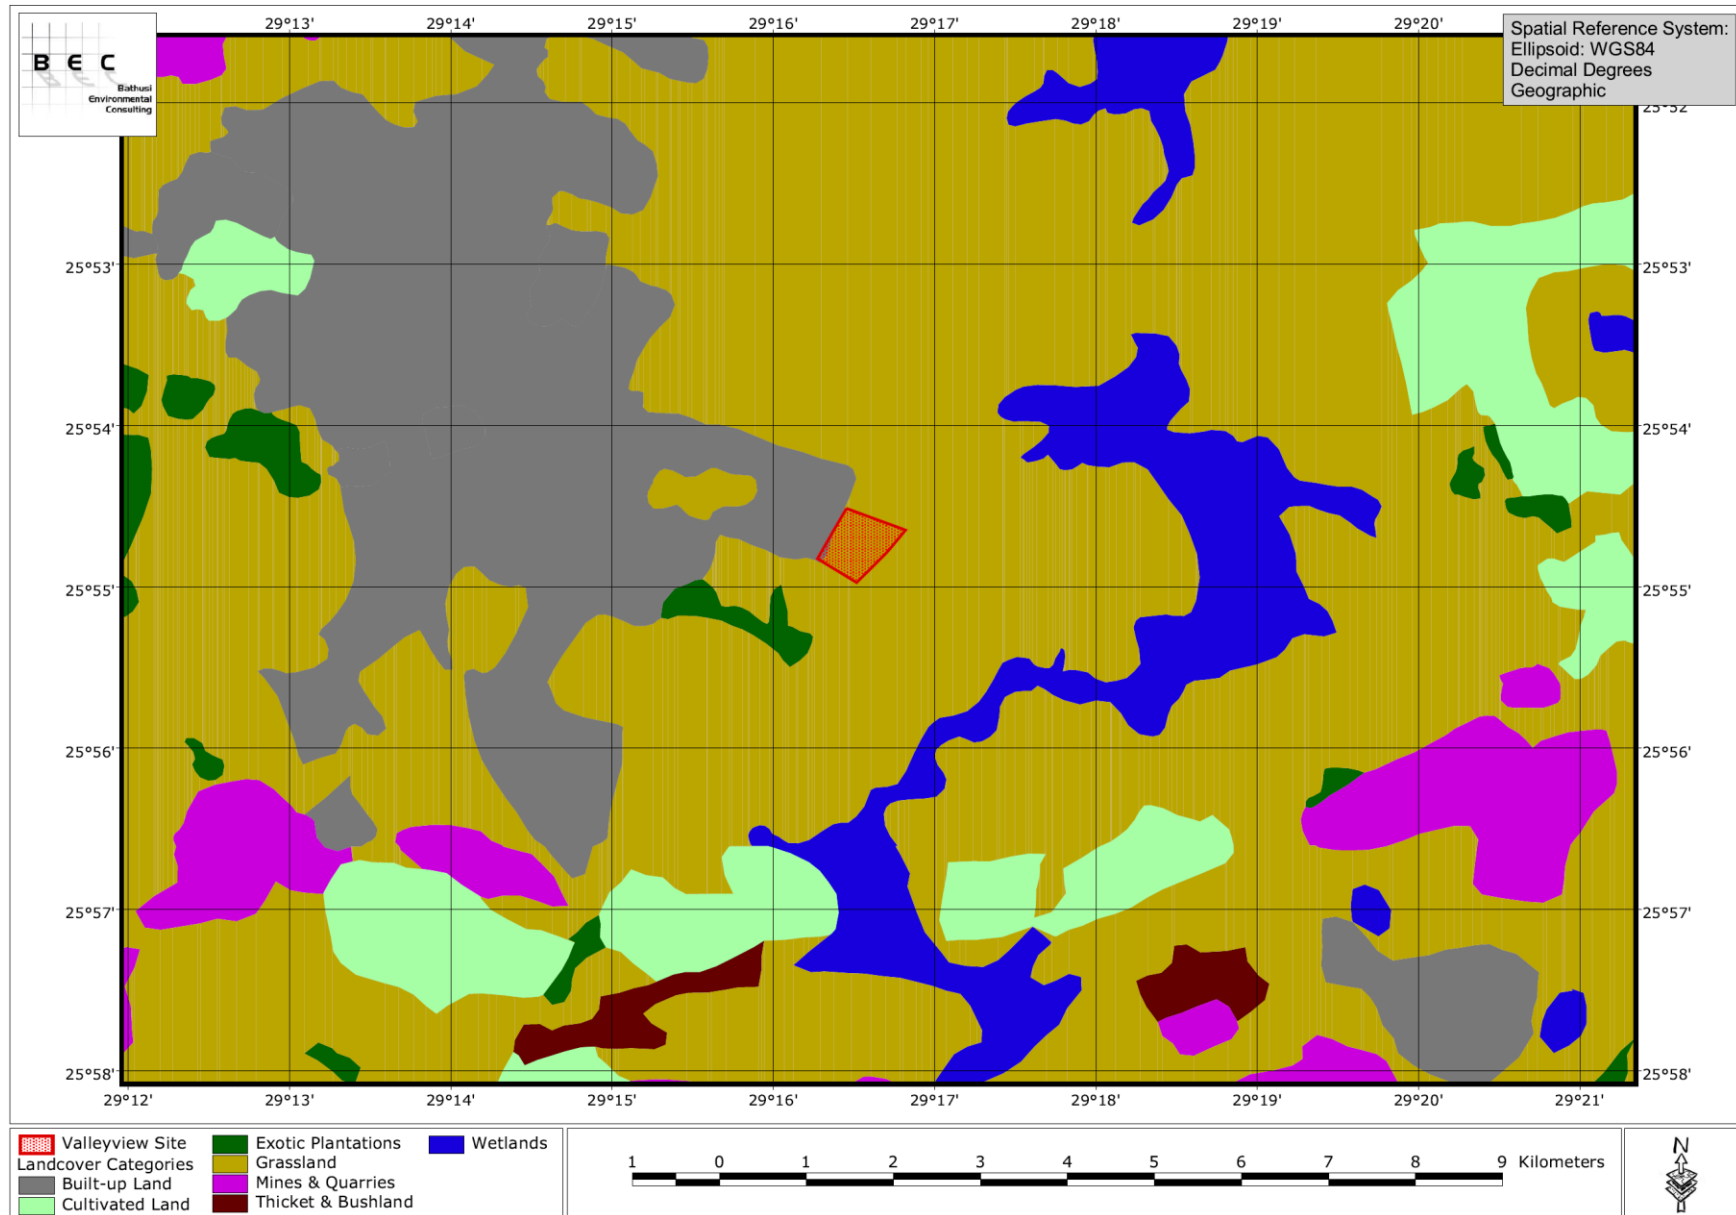 29°13' 29°14' 29°15' 29°16' 29°17' 29°18' 29°19' 29°20'
Spatial Reference System:
Ellipsoid: WGS84
Decimal Degrees
Geographic
B E C
Bathusi
Environmental
Consulting
25°52'
25°53' 25°53'
25°54' 25°54'
25°55' 25°55'
25°56' 25°56'
25°57' 25°57'
25°58' 25°58'
29°12' 29°13' 29°14' 29°15' 29°16' 29°17' 29°18' 29°19' 29°20' 29°21'
Valleyview Site
Landcover Categories
Built-up Land
Cultivated Land
Exotic Plantations
Grassland
Mines & Quarries
Thicket & Bushland
Wetlands
1 0 1 2 3 4 5 6 7 8 9 Kilometers
N